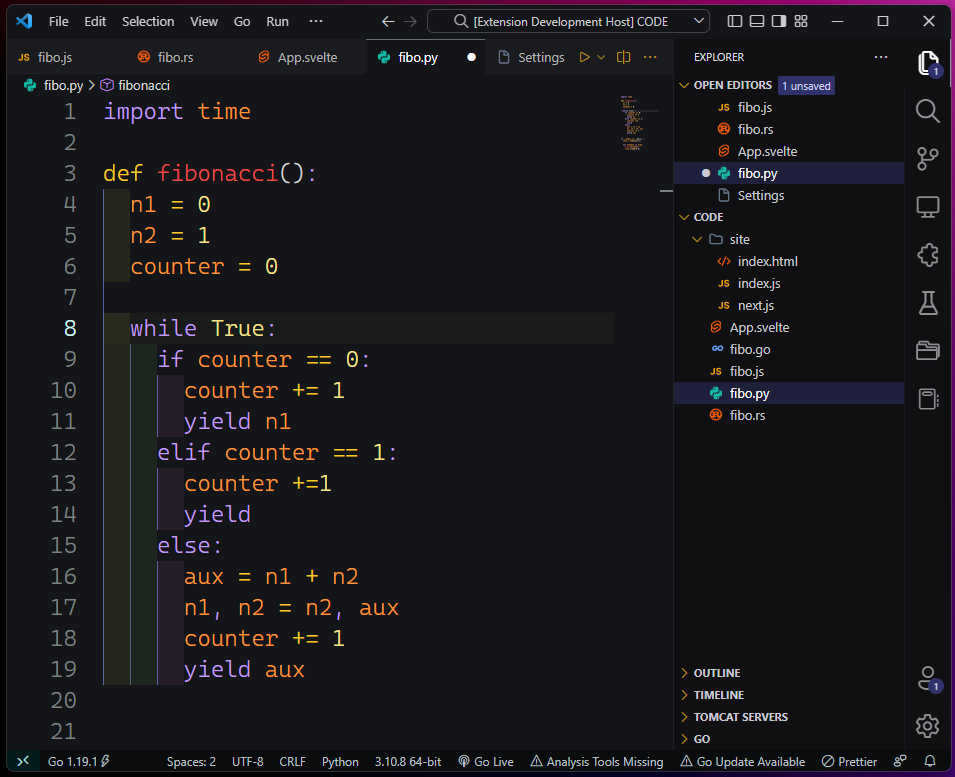 File Edit Selection View Go Run ··· [Extension Development Host] CODE
JS fibo.js fibo.rs App.svelte fibo.py Settings
fibo.py > fibonacci
1 import time
2
3 def fibonacci():
4 n1 = 0
5 n2 = 1
6 counter = 0
7
8 while True:
9 if counter == 0:
10 counter += 1
11 yield n1
12 elif counter == 1:
13 counter +=1
14 yield
15 else:
16 aux = n1 + n2
17 n1, n2 = n2, aux
18 counter += 1
19 yield aux
20
21
EXPLORER
OPEN EDITORS 1 unsaved
JS fibo.js
fibo.rs
App.svelte
fibo.py
Settings
CODE
site
index.html
JS index.js
JS next.js
App.svelte
GO fibo.go
JS fibo.js
fibo.py
fibo.rs
OUTLINE
TIMELINE
TOMCAT SERVERS
GO
1
1
Go 1.19.1 Spaces: 2 UTF-8 CRLF Python 3.10.8 64-bit Go Live Analysis Tools Missing Go Update Available Prettier